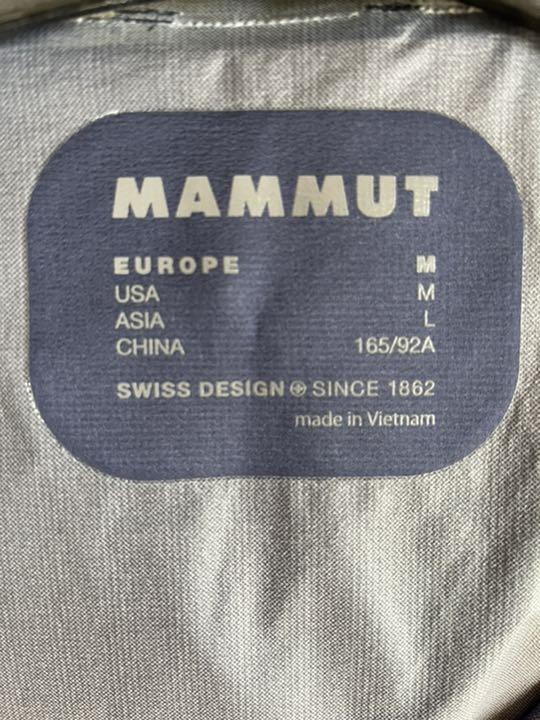 MAMMUT
EUROPE M
USA M
ASIA L
CHINA 165/92A
SWISS DESIGN SINCE 1862
made in Vietnam